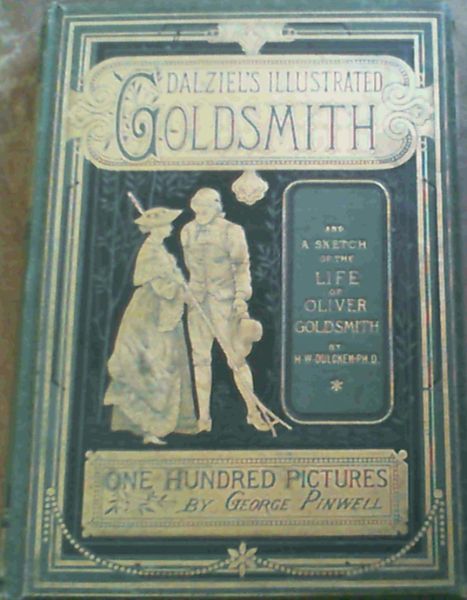 DALZIEL'S ILLUSTRATED
GOLDSMITH
AND
A SKETCH
OF THE
LIFE
OF
OLIVER
GOLDSMITH
BY
H·W·DULCKEN·PH·D.
ONE HUNDRED PICTURES
BY GEORGE PINWELL